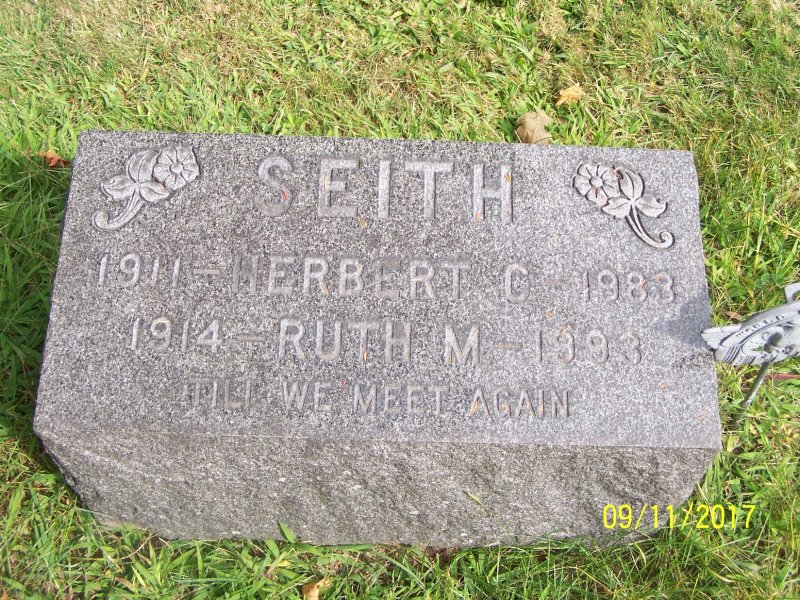 SEITH
1911 - HERBERT C - 1983
1914 - RUTH M - 1993
TILL WE MEET AGAIN
09/11/2017